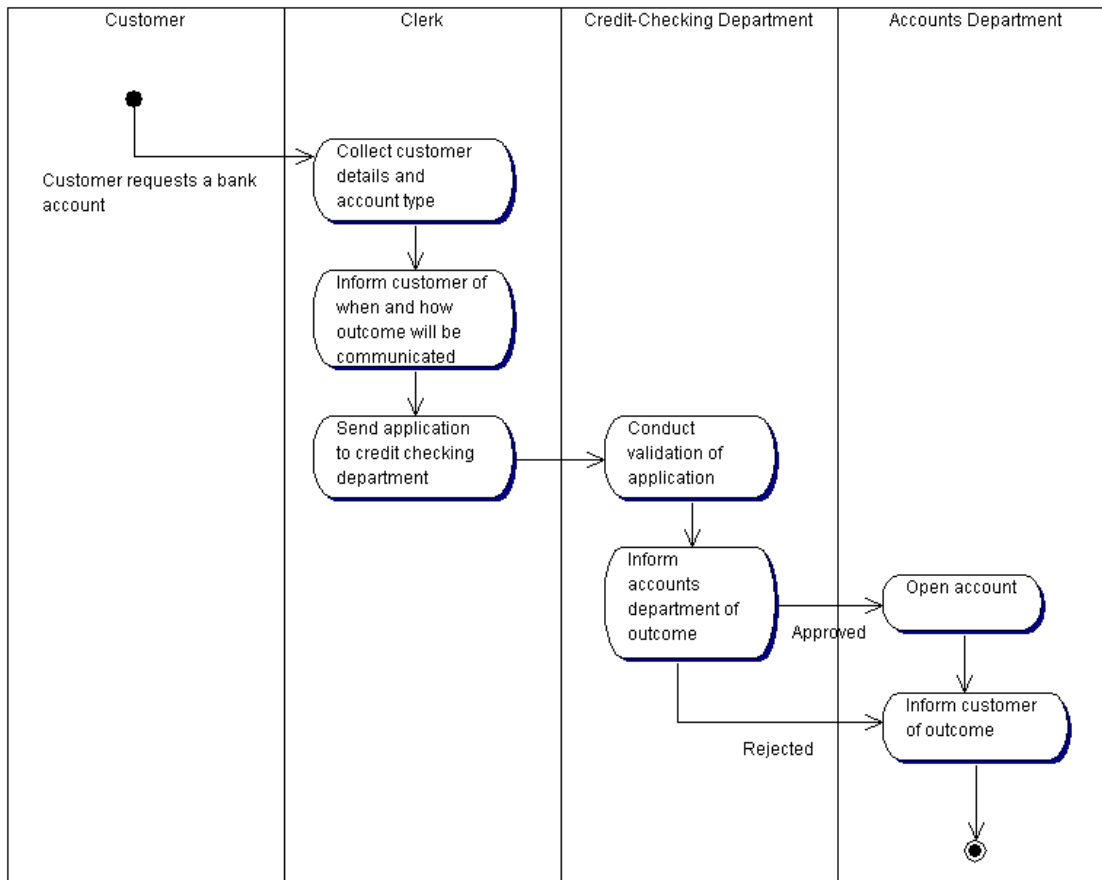 Customer
Clerk
Credit-Checking Department
Accounts Department
Customer requests a bank
account
Collect customer
details and
account type
Inform customer of
when and how
outcome will be
communicated
Send application
to credit checking
department
Conduct
validation of
application
Inform
accounts
department of
outcome
Approved
Rejected
Open account
Inform customer
of outcome